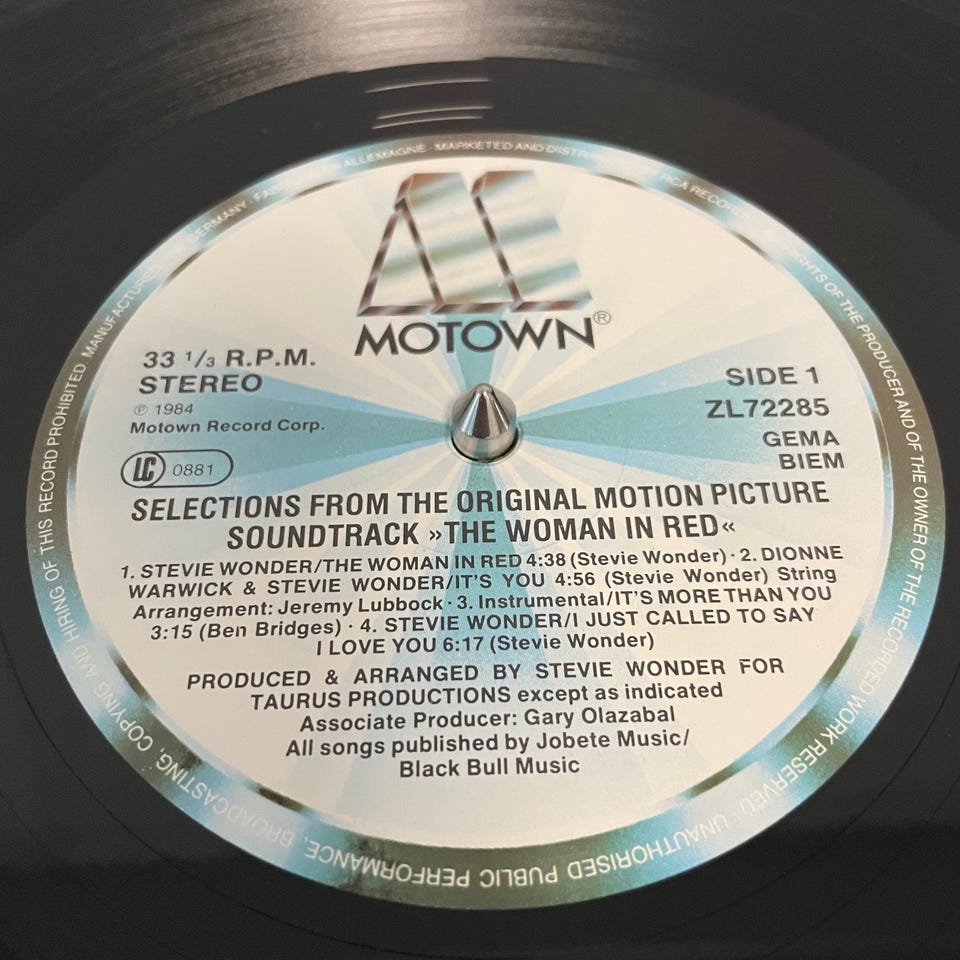 MOTOWN®
33 1/3 R.P.M.
STEREO
℗ 1984
Motown Record Corp.
LC 0881
SIDE 1
ZL72285
GEMA
BIEM
SELECTIONS FROM THE ORIGINAL MOTION PICTURE
SOUNDTRACK »THE WOMAN IN RED«
1. STEVIE WONDER/THE WOMAN IN RED 4:38 (Stevie Wonder) · 2. DIONNE
WARWICK & STEVIE WONDER/IT'S YOU 4:56 (Stevie Wonder) String
Arrangement: Jeremy Lubbock · 3. Instrumental/IT'S MORE THAN YOU
3:15 (Ben Bridges) · 4. STEVIE WONDER/I JUST CALLED TO SAY
I LOVE YOU 6:17 (Stevie Wonder)
PRODUCED & ARRANGED BY STEVIE WONDER FOR
TAURUS PRODUCTIONS except as indicated
Associate Producer: Gary Olazabal
All songs published by Jobete Music/
Black Bull Music
ALLEMAGNE · MARKETED AND RCA RIGHTS OF THE PRODUCER AND OF THE OWNER OF THE RECORDED WORK RESERVED. UNAUTHORISED PUBLIC PERFORMANCE, BROADCASTING, COPYING AND HIRING OF THIS RECORD PROHIBITED. MANUFACTURED GERMANY